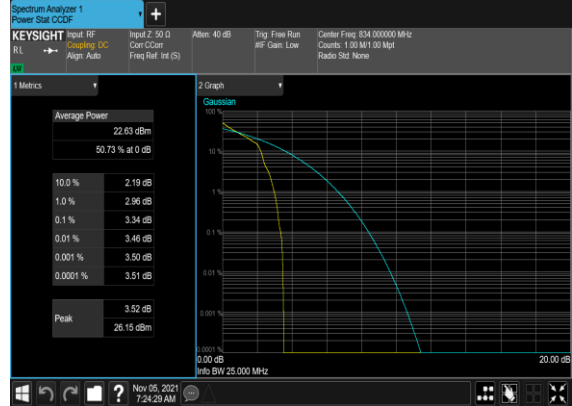 Spectrum Analyzer 1
Power Stat CCDF
+
KEYSIGHT
RL
Input: RF
Coupling: DC
Align: Auto
Input Z: 50 Ω
Corr CCorr
Freq Ref: Int (S)
Atten: 40 dB
Trig: Free Run
#IF Gain: Low
Center Freq: 834.000000 MHz
Counts: 1.00 M/1.00 Mpt
Radio Std: None
1 Metrics
Average Power
22.63 dBm
50.73 % at 0 dB
10.0 % 2.19 dB
1.0 % 2.96 dB
0.1 % 3.34 dB
0.01 % 3.46 dB
0.001 % 3.50 dB
0.0001 % 3.51 dB
Peak
3.52 dB
26.15 dBm
2 Graph
Gaussian
100 %
10 %
1 %
0.1 %
0.01 %
0.001 %
0.0001 %
0.00 dB 20.00 dB
Info BW 25.000 MHz
?
Nov 05, 2021
7:24:29 AM